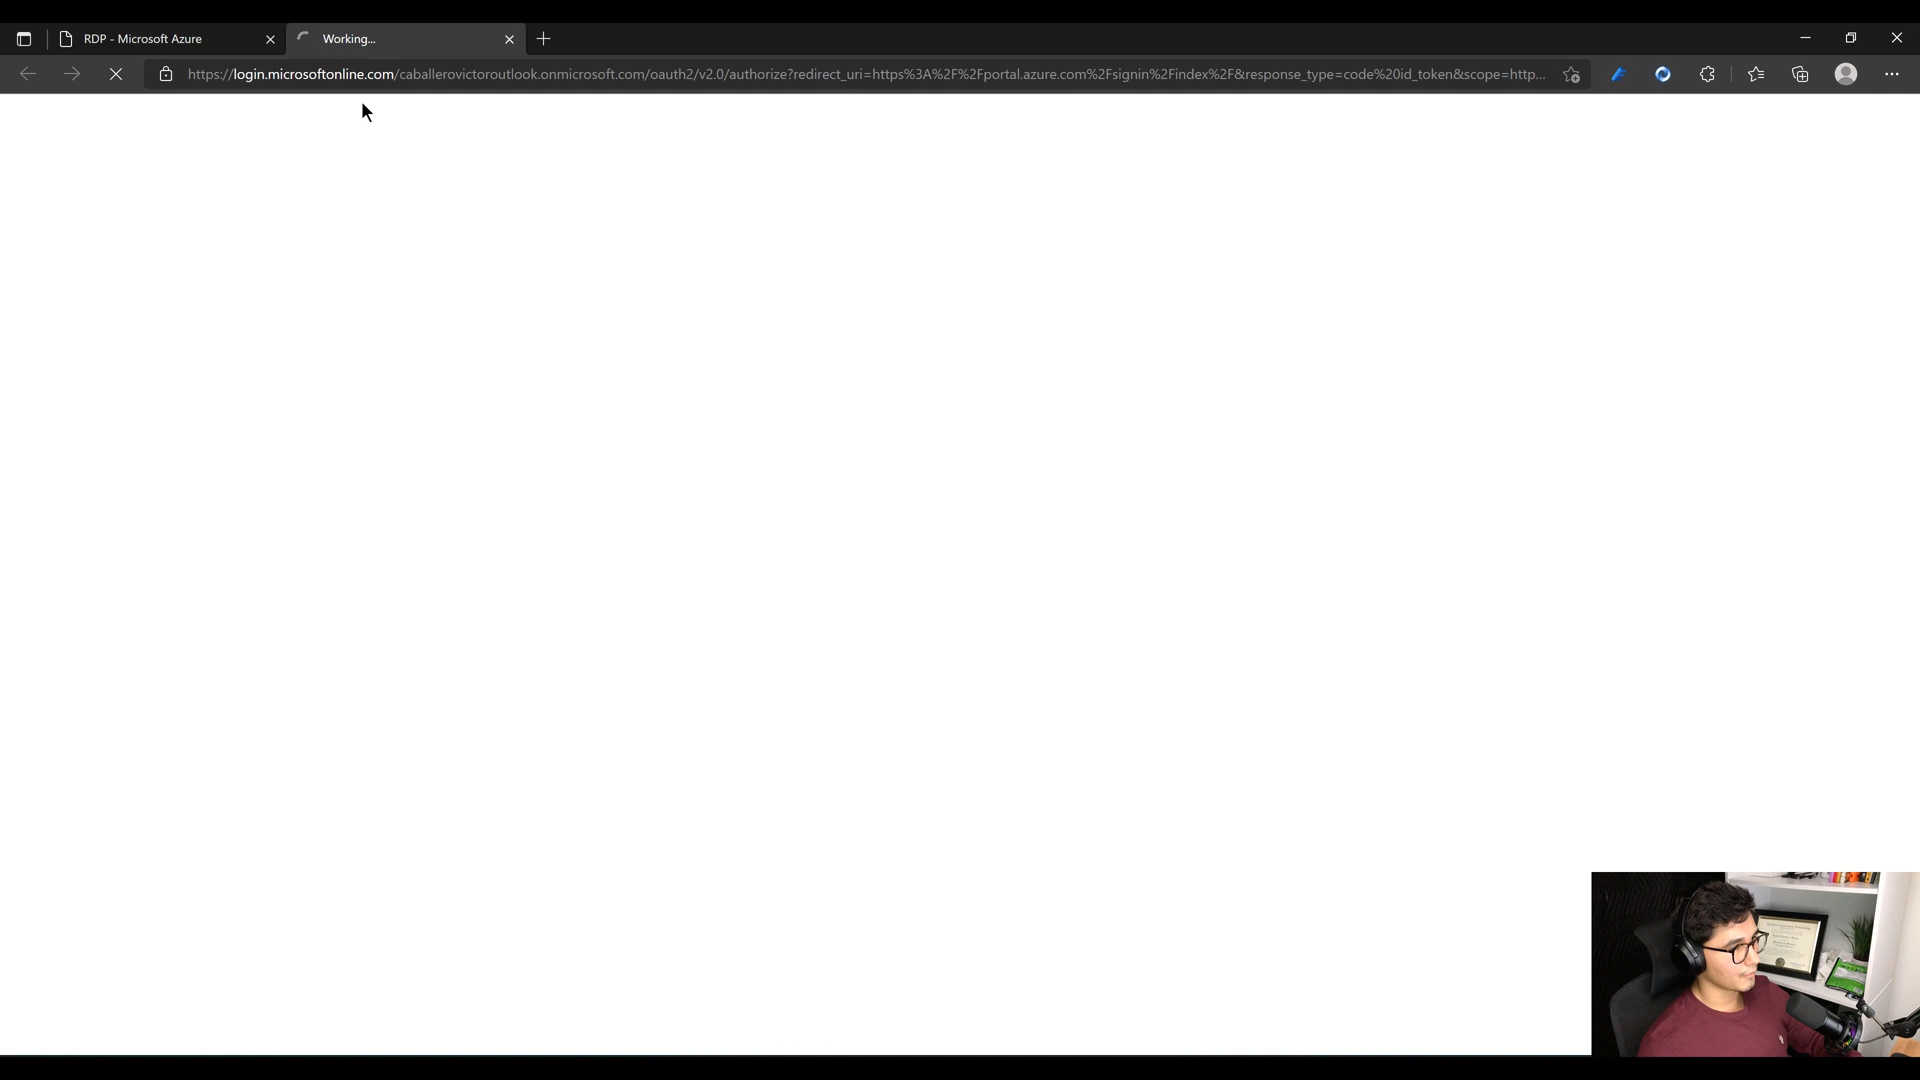 RDP - Microsoft Azure
Working...
https://login.microsoftonline.com/caballerovictoroutlook.onmicrosoft.com/oauth2/v2.0/authorize?redirect_uri=https%3A%2F%2Fportal.azure.com%2Fsignin%2Findex%2F&response_type=code%20id_token&scope=http...